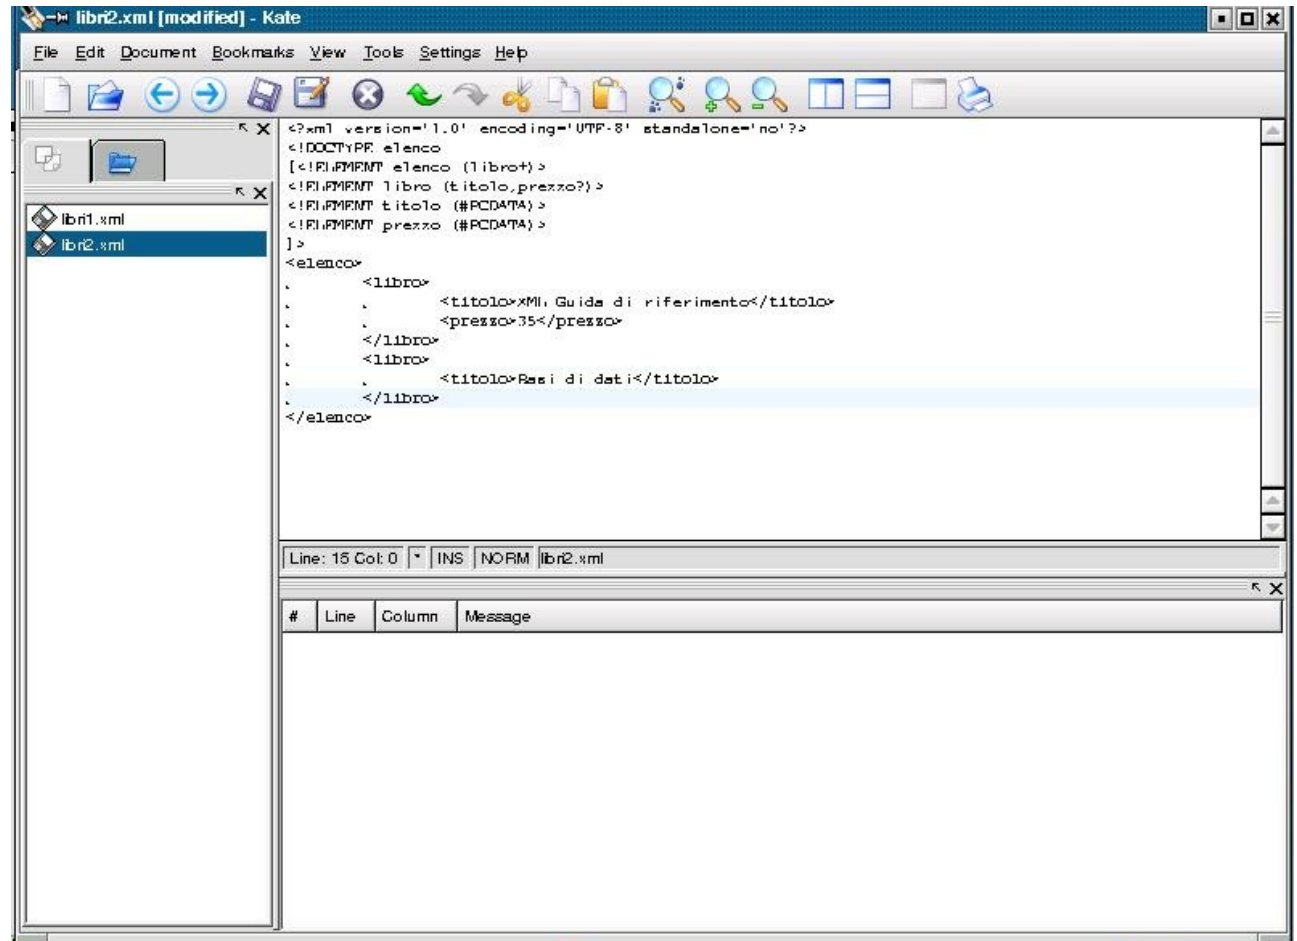 libri2.xml [modified] - Kate
File Edit Document Bookmarks View Tools Settings Help
libri1.xml
libri2.xml
<?xml version='1.0' encoding='UTF-8' standalone='no'?>
<!DOCTYPE elenco
[<!ELEMENT elenco (libro+)>
<!ELEMENT libro (titolo,prezzo?)>
<!ELEMENT titolo (#PCDATA)>
<!ELEMENT prezzo (#PCDATA)>
]>
<elenco>
<libro>
<titolo>XML Guida di riferimento</titolo>
<prezzo>35</prezzo>
</libro>
<libro>
<titolo>Basi di dati</titolo>
</libro>
</elenco>
Line: 15 Col: 0 * INS NORM libri2.xml
# Line Column Message